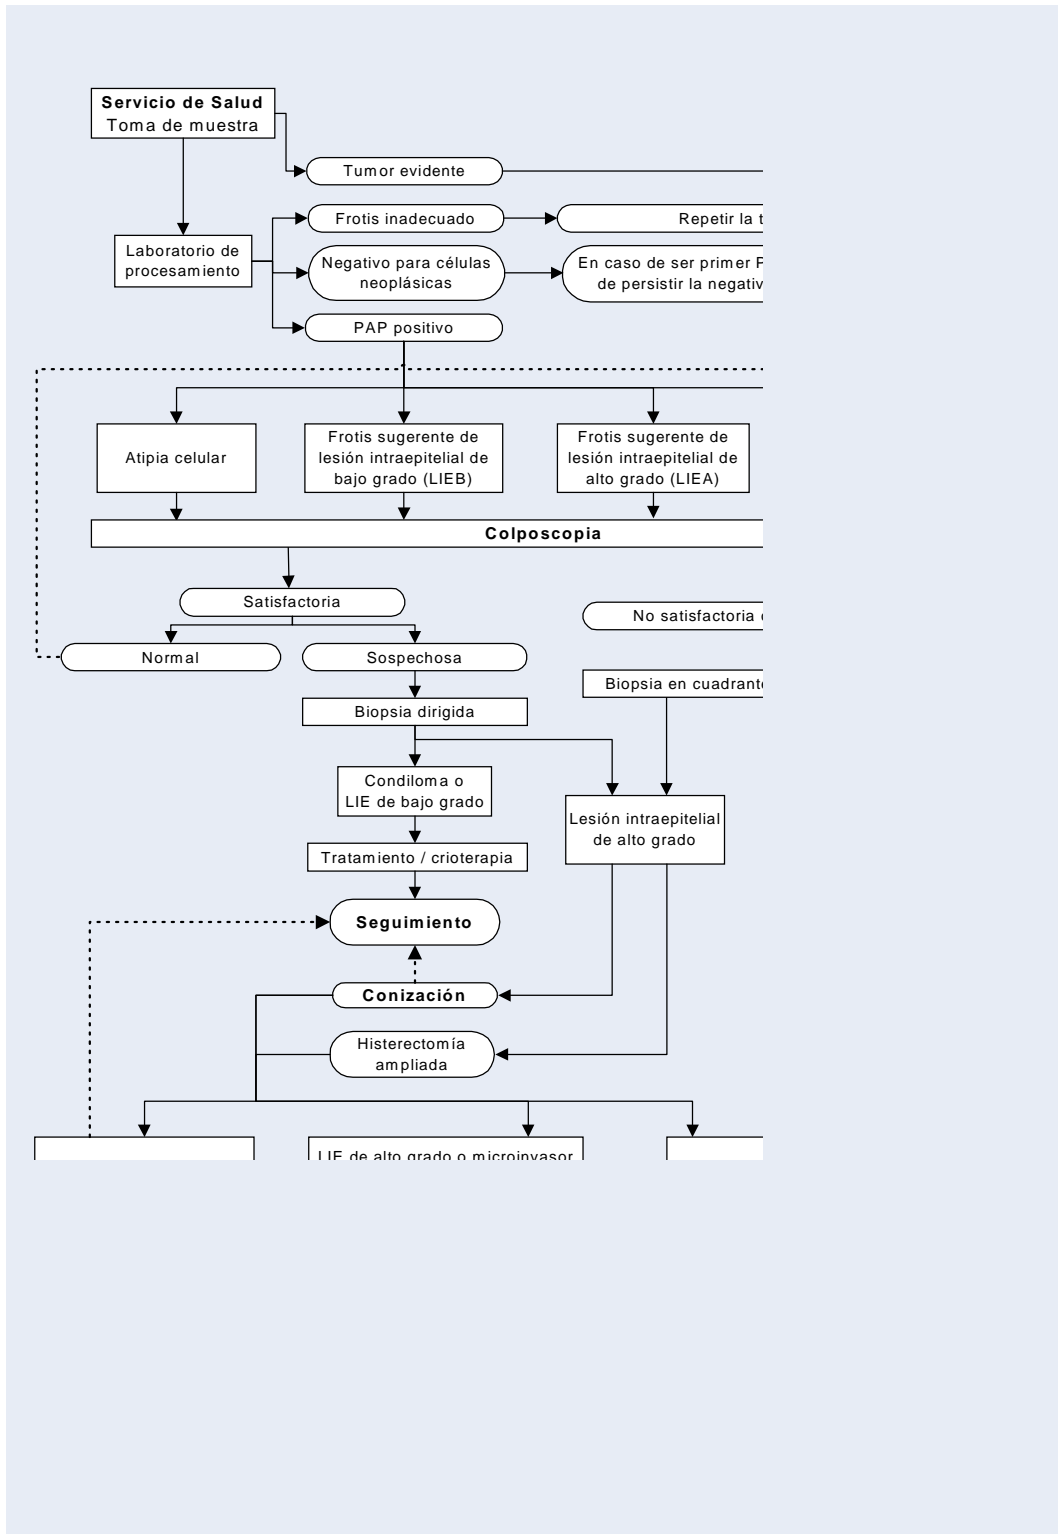 Servicio de Salud
Toma de muestra
Tumor evidente
Frotis inadecuado
Repetir la
Laboratorio de
procesamiento
Negativo para células
neoplásicas
En caso de ser primer
de persistir la
PAP positivo
Atipia celular
Frotis sugerente de
lesión intraepitelial de
bajo grado (LIEB)
Frotis sugerente de
lesión intraepitelial de
alto grado (LIEA)
Colposcopia
Satisfactoria
No satisfactoria
Normal
Sospechosa
Biopsia en
Biopsia dirigida
Condiloma o
LIE de bajo grado
Lesión intraepitelial
de alto grado
Tratamiento / crioterapia
Seguimiento
Conización
Histerectomía
ampliada
LIE de alto grado o microinvasor